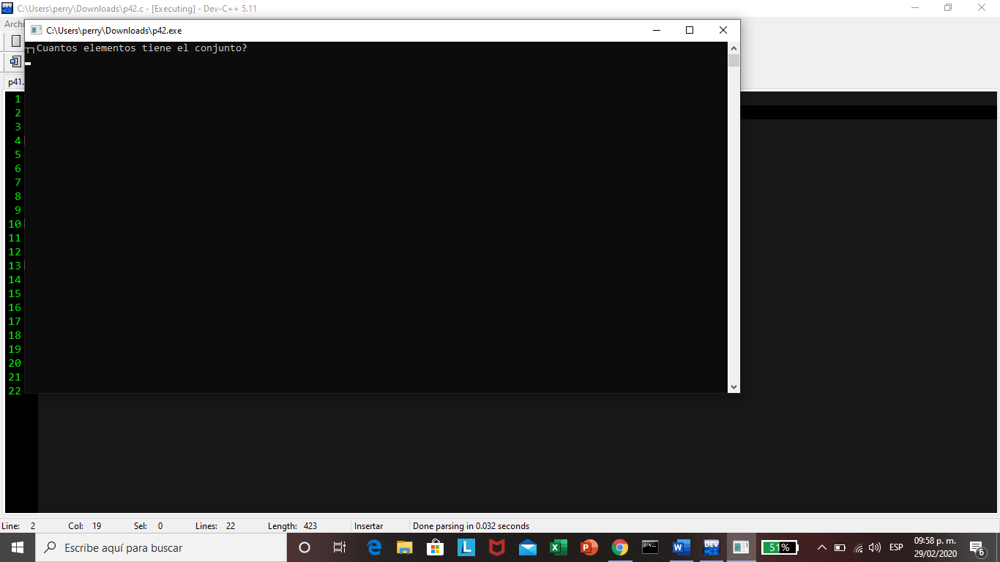 C:\Users\perry\Downloads\p42.c - [Executing] - Dev-C++ 5.11
Archi
C:\Users\perry\Downloads\p42.exe
┬┐Cuantos elementos tiene el conjunto?
p41.
1
2
3
4
5
6
7
8
9
10
11
12
13
14
15
16
17
18
19
20
21
22
Line: 2 Col: 19 Sel: 0 Lines: 22 Length: 423 Insertar Done parsing in 0.032 seconds
Escribe aquí para buscar
51%
ESP
09:58 p. m.
29/02/2020
6